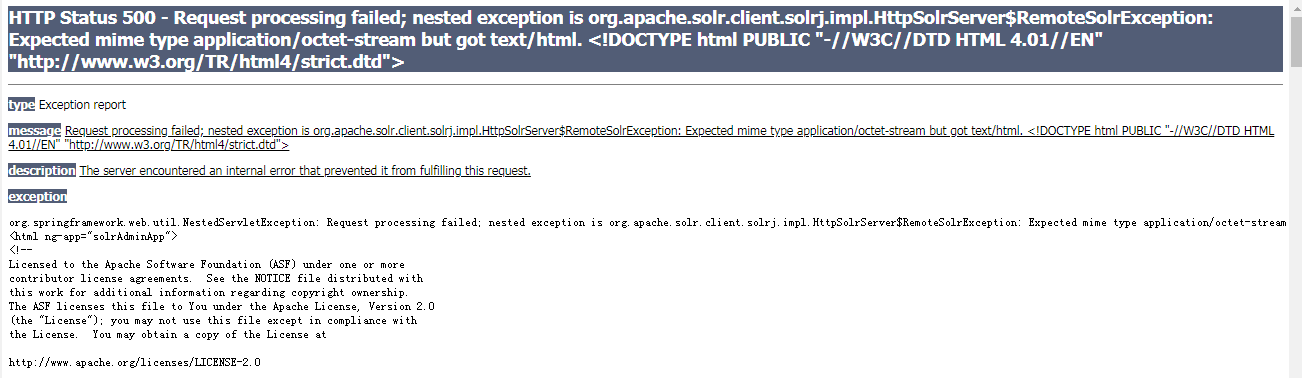 HTTP Status 500 - Request processing failed; nested exception is org.apache.solr.client.solrj.impl.HttpSolrServer$RemoteSolrException:
Expected mime type application/octet-stream but got text/html. <!DOCTYPE html PUBLIC "-//W3C//DTD HTML 4.01//EN"
"http://www.w3.org/TR/html4/strict.dtd">
type Exception report
message Request processing failed; nested exception is org.apache.solr.client.solrj.impl.HttpSolrServer$RemoteSolrException: Expected mime type application/octet-stream but got text/html. <!DOCTYPE html PUBLIC "-//W3C//DTD HTML
4.01//EN" "http://www.w3.org/TR/html4/strict.dtd">
description The server encountered an internal error that prevented it from fulfilling this request.
exception
org.springframework.web.util.NestedServletException: Request processing failed; nested exception is org.apache.solr.client.solrj.impl.HttpSolrServer$RemoteSolrException: Expected mime type application/octet-stream
<html ng-app="solrAdminApp">
<!--
Licensed to the Apache Software Foundation (ASF) under one or more
contributor license agreements.  See the NOTICE file distributed with
this work for additional information regarding copyright ownership.
The ASF licenses this file to You under the Apache License, Version 2.0
(the "License"); you may not use this file except in compliance with
the License.  You may obtain a copy of the License at
http://www.apache.org/licenses/LICENSE-2.0